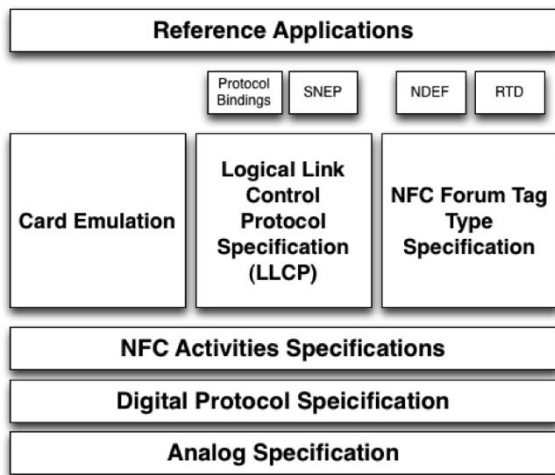 Reference Applications
Protocol
Bindings
SNEP
NDEF
RTD
Card Emulation
Logical Link
Control
Protocol
Specification
(LLCP)
NFC Forum Tag
Type
Specification
NFC Activities Specifications
Digital Protocol Speicification
Analog Specification